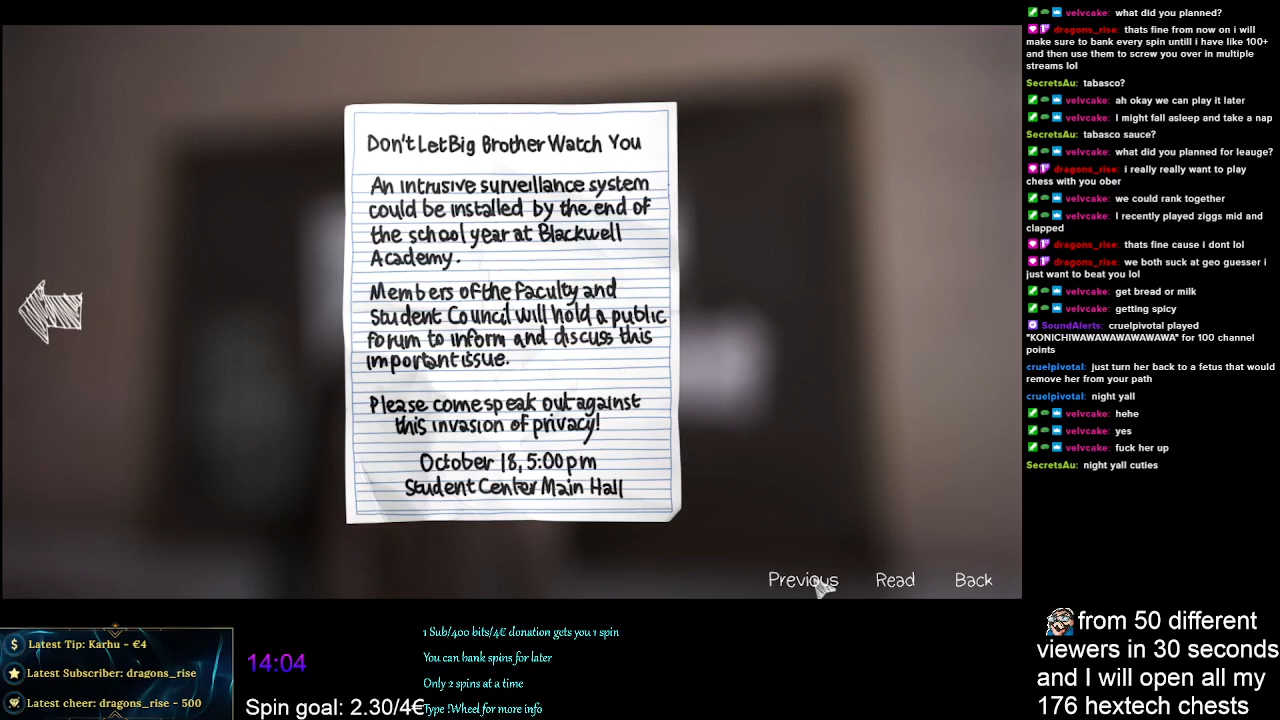 Don't Let Big Brother Watch You
An intrusive surveillance system
could be installed by the end of
the school year at Blackwell
Academy.
Members of the faculty and
Student Council will hold a public
forum to inform and discuss this
important issue.
Please come speak out against
this invasion of privacy!
October 18, 5:00pm
Student Center Main Hall
Previous
Read
Back
velvcake: what did you planned?
dragons_rise: thats fine from now on i will
make sure to bank every spin untill i have like 100+
and then use them to screw you over in multiple
streams lol
SecretsAu: tabasco?
velvcake: ah okay we can play it later
velvcake: I might fall asleep and take a nap
SecretsAu: tabasco sauce?
velvcake: what did you planned for leauge?
dragons_rise: I really really want to play
chess with you ober
velvcake: we could rank together
velvcake: I recently played ziggs mid and
clapped
dragons_rise: thats fine cause I dont lol
dragons_rise: we both suck at geo guesser i
just want to beat you lol
velvcake: get bread or milk
velvcake: getting spicy
SoundAlerts: cruelpivotal played
"KONICHIWAWAWAWAWAWA" for 100 channel
points
cruelpivotal: just turn her back to a fetus that would
remove her from your path
cruelpivotal: night yall
velvcake: hehe
velvcake: yes
velvcake: fuck her up
SecretsAu: night yall cuties
Latest Tip: Karhu - €4
Latest Subscriber: dragons_rise
Latest cheer: dragons_rise - 500
14:04
Spin goal: 2.30/4€
1 Sub/400 bits/4€ donation gets you 1 spin
You can bank spins for later
Only 2 spins at a time
Type !Wheel for more info
from 50 different
viewers in 30 seconds
and I will open all my
176 hextech chests